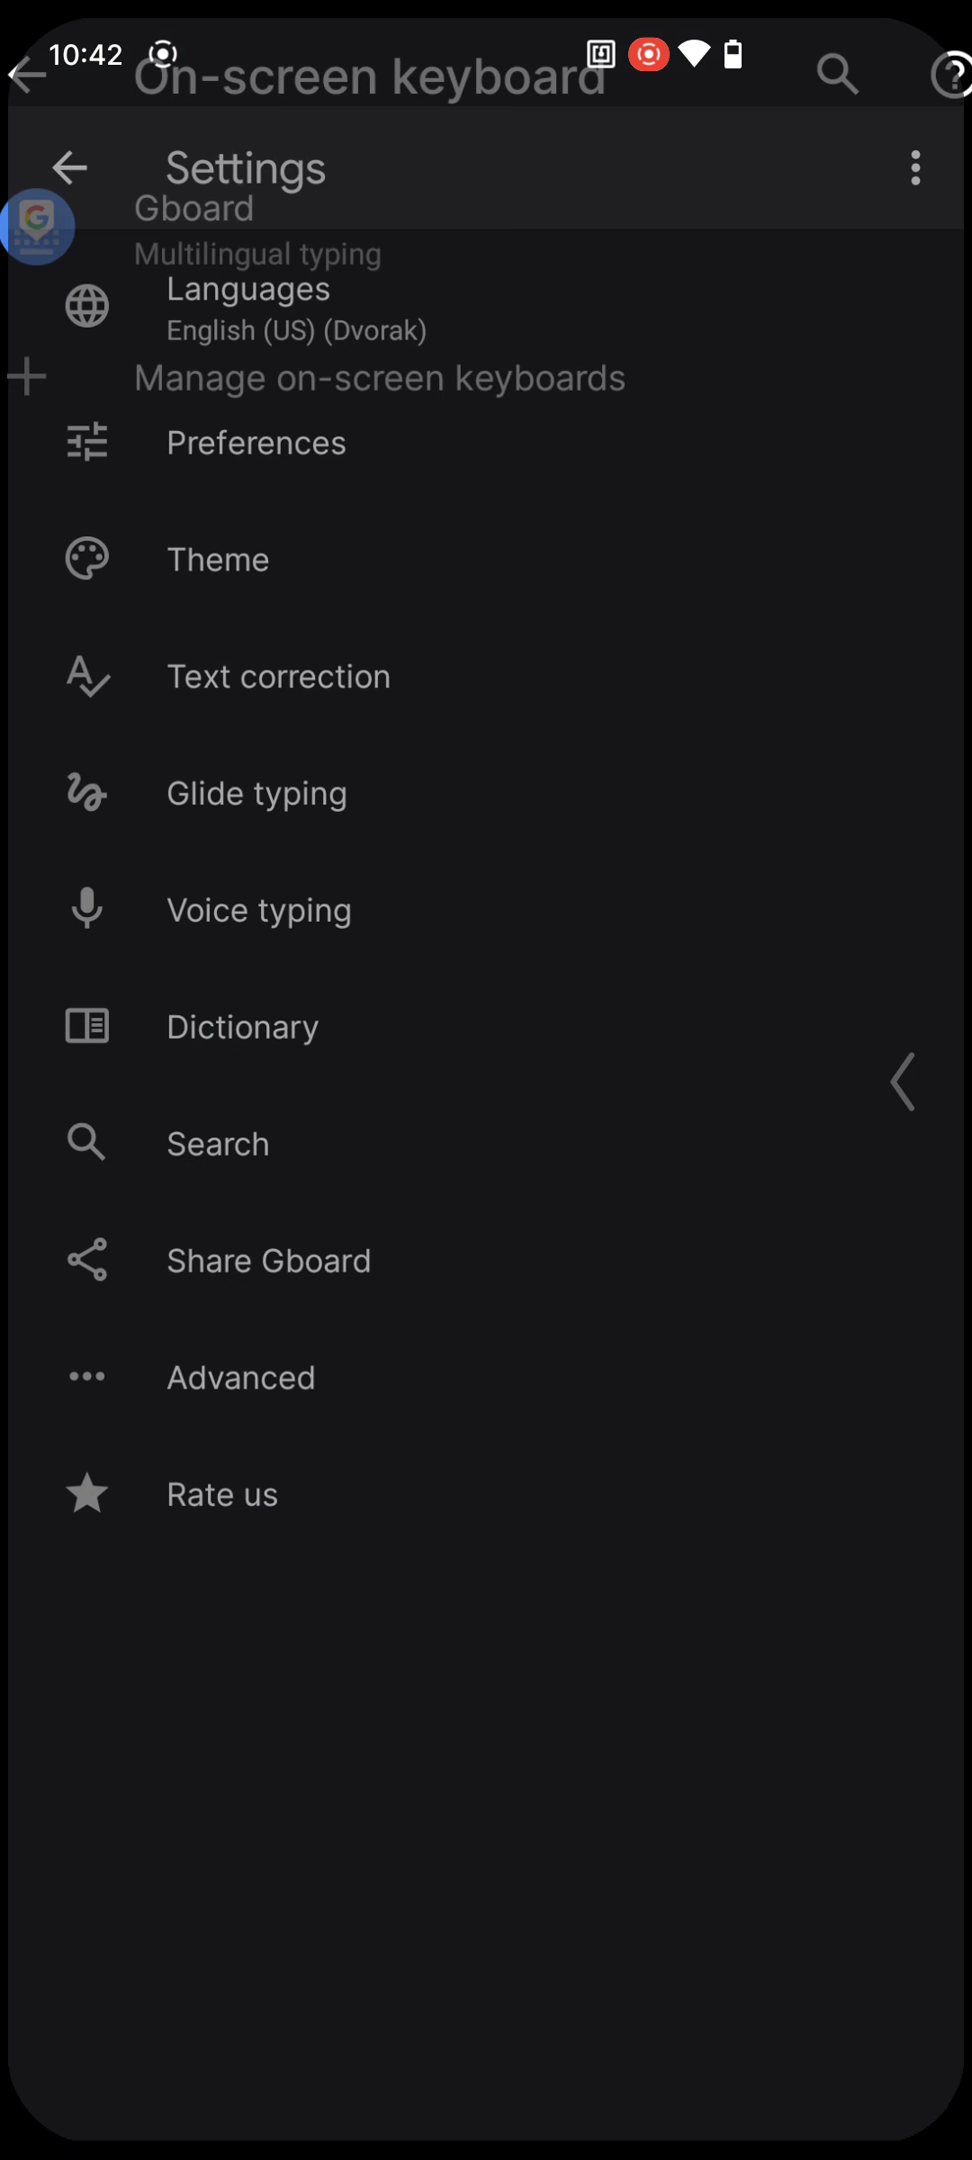 10:42
On-screen keyboard
Settings
Gboard
Multilingual typing
Languages
English (US) (Dvorak)
Manage on-screen keyboards
Preferences
Theme
Text correction
Glide typing
Voice typing
Dictionary
Search
Share Gboard
Advanced
Rate us